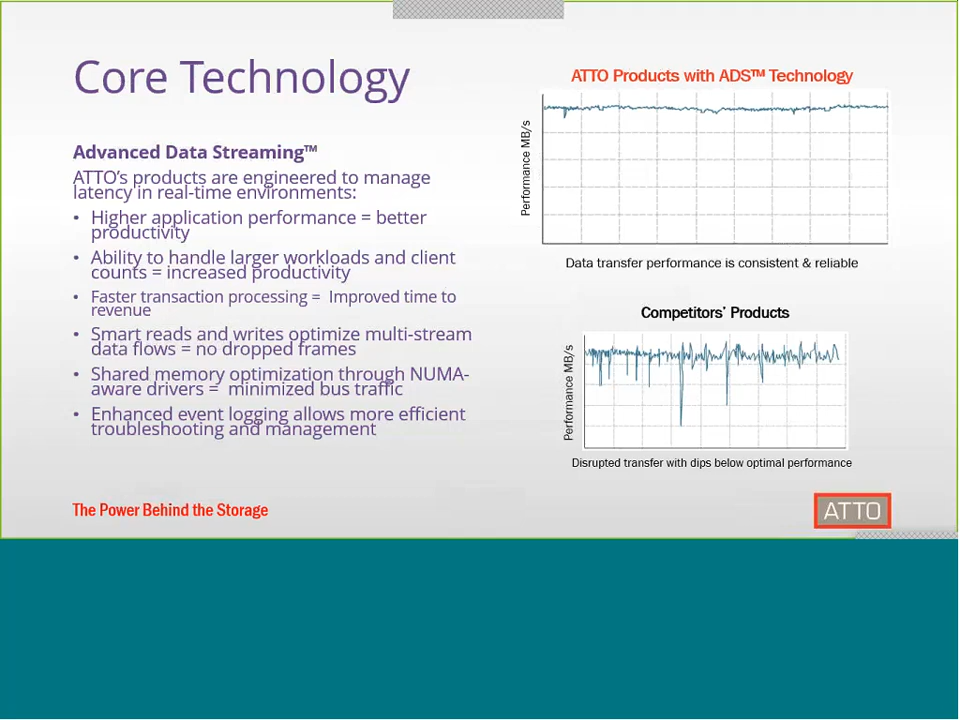 Core Technology
Advanced Data Streaming™
ATTO's products are engineered to manage
latency in real-time environments:
• Higher application performance = better
productivity
• Ability to handle larger workloads and client
counts = increased productivity
• Faster transaction processing = Improved time to
revenue
• Smart reads and writes optimize multi-stream
data flows = no dropped frames
• Shared memory optimization through NUMA-
aware drivers = minimized bus traffic
• Enhanced event logging allows more efficient
troubleshooting and management
ATTO Products with ADS™ Technology
Performance MB/s
Data transfer performance is consistent & reliable
Competitors' Products
Performance MB/s
Disrupted transfer with dips below optimal performance
The Power Behind the Storage
ATTO